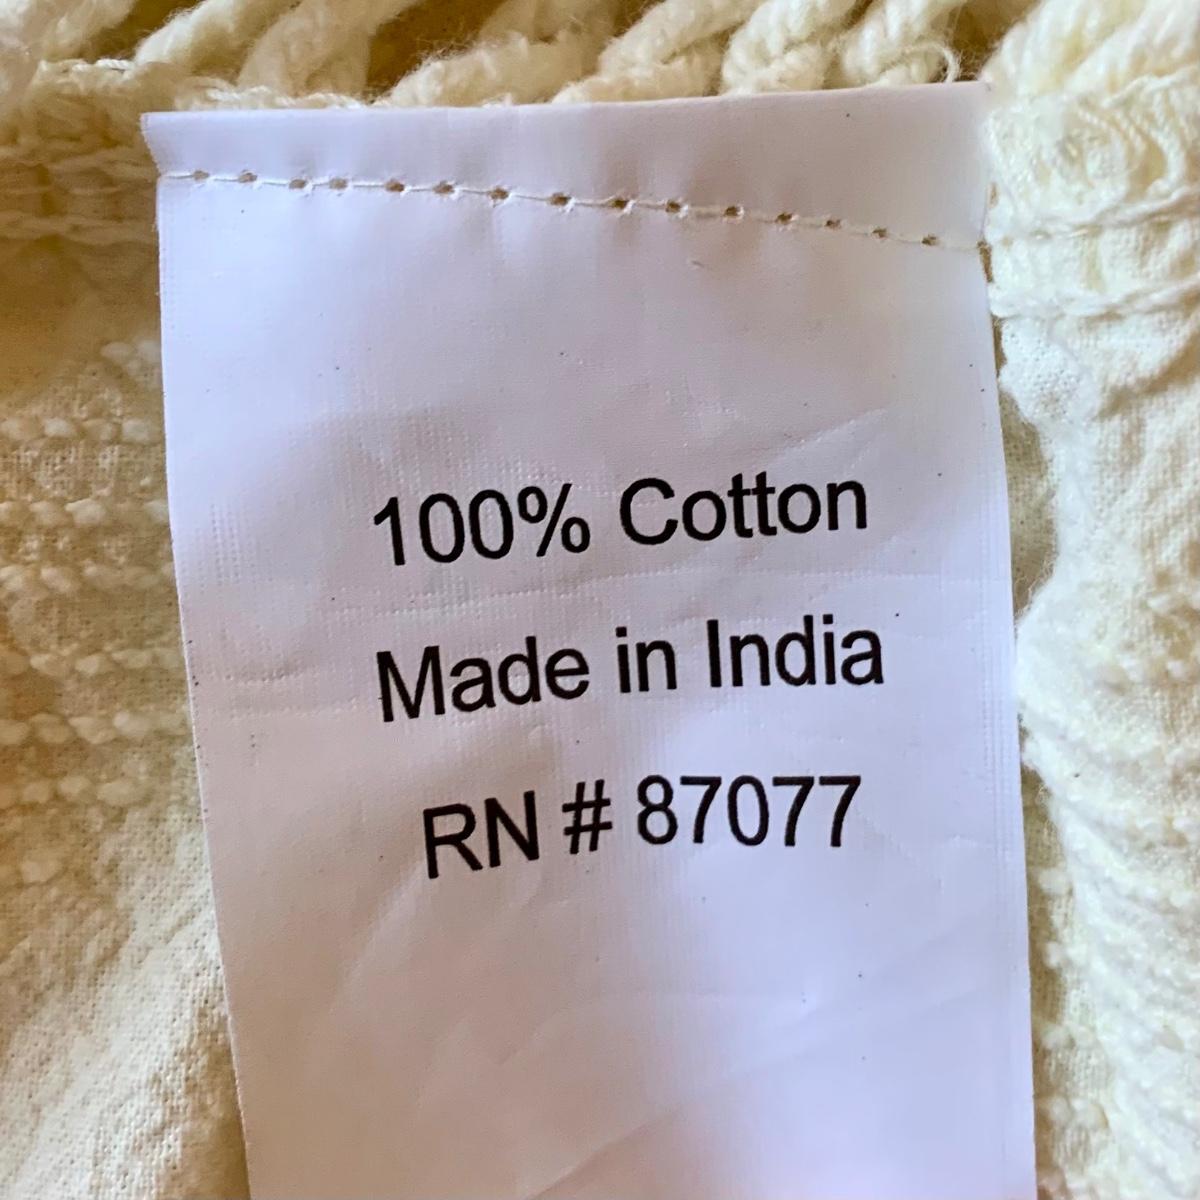 100% Cotton
Made in India
RN # 87077